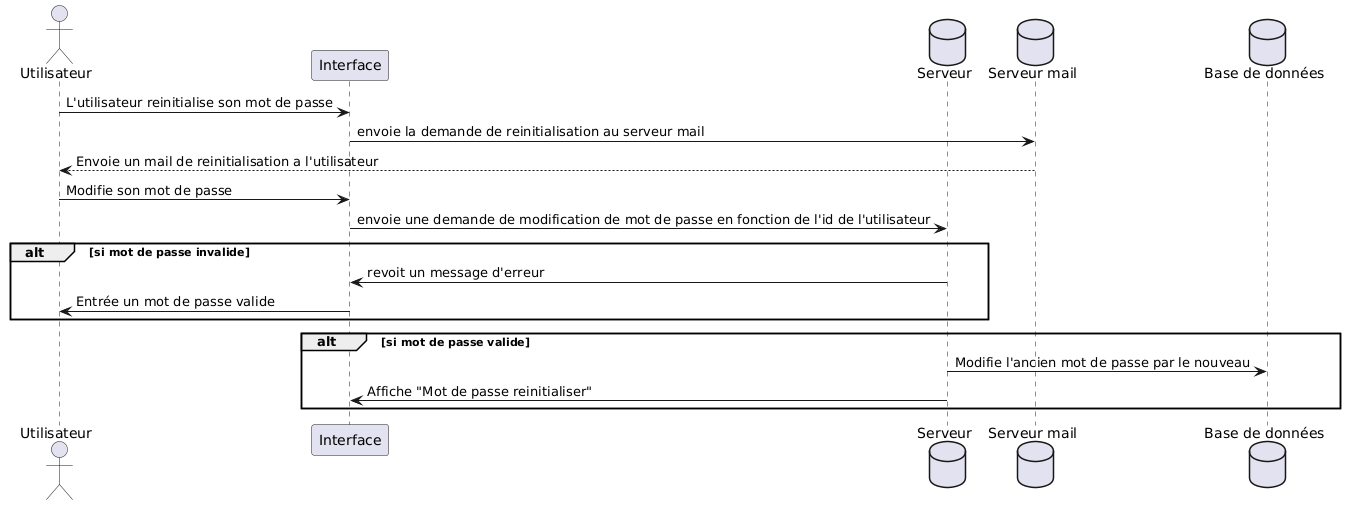 Utilisateur
Interface
Serveur
Serveur mail
Base de données
L'utilisateur reinitialise son mot de passe
envoie la demande de reinitialisation au serveur mail
Envoie un mail de reinitialisation a l'utilisateur
Modifie son mot de passe
envoie une demande de modification de mot de passe en fonction de l'id de l'utilisateur
alt [si mot de passe invalide]
revoit un message d'erreur
Entrée un mot de passe valide
alt [si mot de passe valide]
Modifie l'ancien mot de passe par le nouveau
Affiche "Mot de passe reinitialiser"
Utilisateur
Interface
Serveur
Serveur mail
Base de données